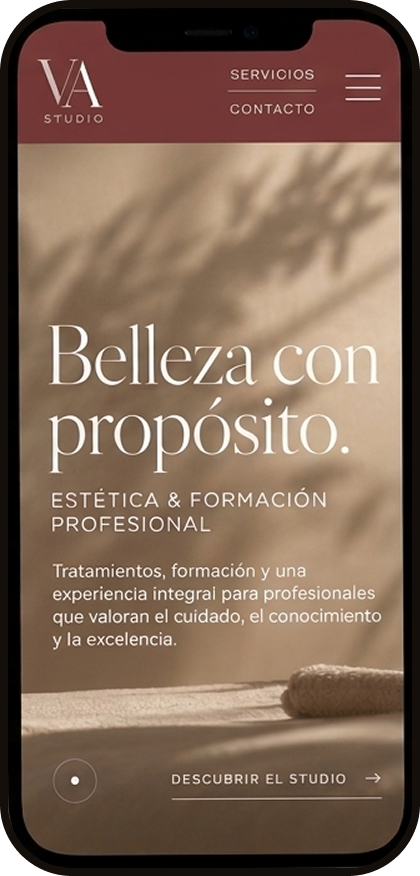 VA
STUDIO
SERVICIOS
CONTACTO
Belleza con
propósito.
ESTÉTICA & FORMACIÓN
PROFESIONAL
Tratamientos, formación y una
experiencia integral para profesionales
que valoran el cuidado, el conocimiento
y la excelencia.
DESCUBRIR EL STUDIO →